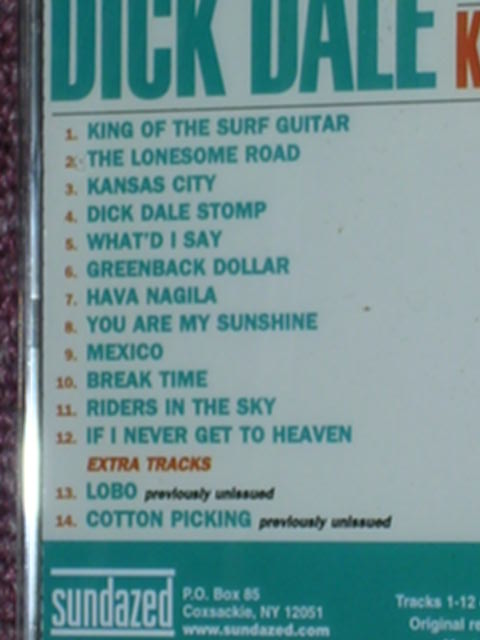 DICK DALE K
1. KING OF THE SURF GUITAR
2. THE LONESOME ROAD
3. KANSAS CITY
4. DICK DALE STOMP
5. WHAT'D I SAY
6. GREENBACK DOLLAR
7. HAVA NAGILA
8. YOU ARE MY SUNSHINE
9. MEXICO
10. BREAK TIME
11. RIDERS IN THE SKY
12. IF I NEVER GET TO HEAVEN
EXTRA TRACKS
13. LOBO previously unissued
14. COTTON PICKING previously unissued
sundazed
P.O. Box 85
Coxsackie, NY 12051
www.sundazed.com
Tracks 1-12
Original re